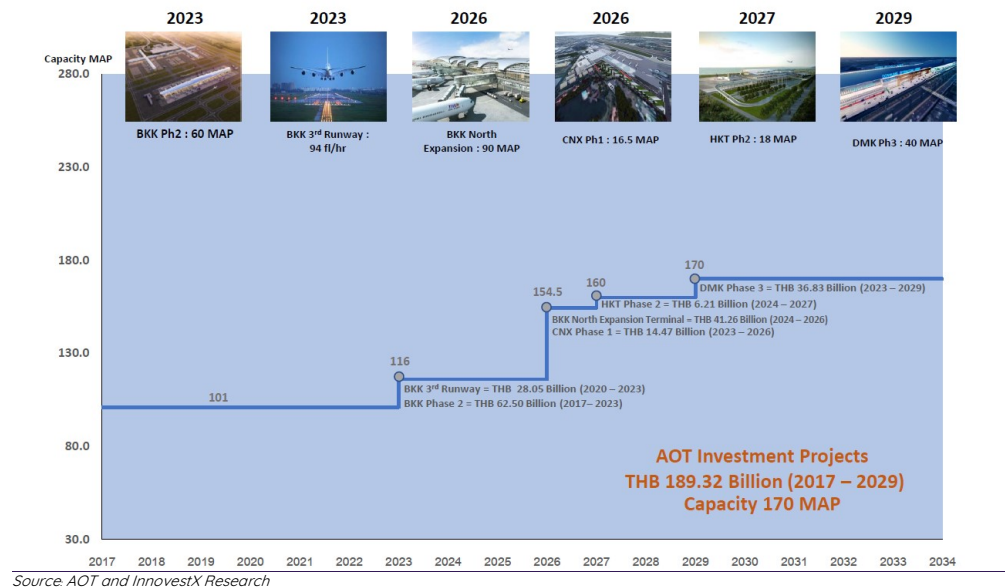 2023 2023 2026 2026 2027 2029
Capacity MAP
280.0
BKK Ph2 : 60 MAP
BKK 3rd Runway :
94 fl/hr
BKK North
Expansion : 90 MAP
CNX Ph1 : 16.5 MAP
HKT Ph2 : 18 MAP
DMK Ph3 : 40 MAP
230.0
180.0
170
DMK Phase 3 = THB 36.83 Billion (2023 – 2029)
160
HKT Phase 2 = THB 6.21 Billion (2024 – 2027)
154.5
BKK North Expansion Terminal = THB 41.26 Billion (2024 – 2026)
CNX Phase 1 = THB 14.47 Billion (2023 – 2026)
130.0
116
BKK 3rd Runway = THB 28.05 Billion (2020 – 2023)
BKK Phase 2 = THB 62.50 Billion (2017– 2023)
101
80.0
AOT Investment Projects
THB 189.32 Billion (2017 – 2029)
Capacity 170 MAP
30.0
2017 2018 2019 2020 2021 2022 2023 2024 2025 2026 2027 2028 2029 2030 2031 2032 2033 2034
Source: AOT and InnovestX Research